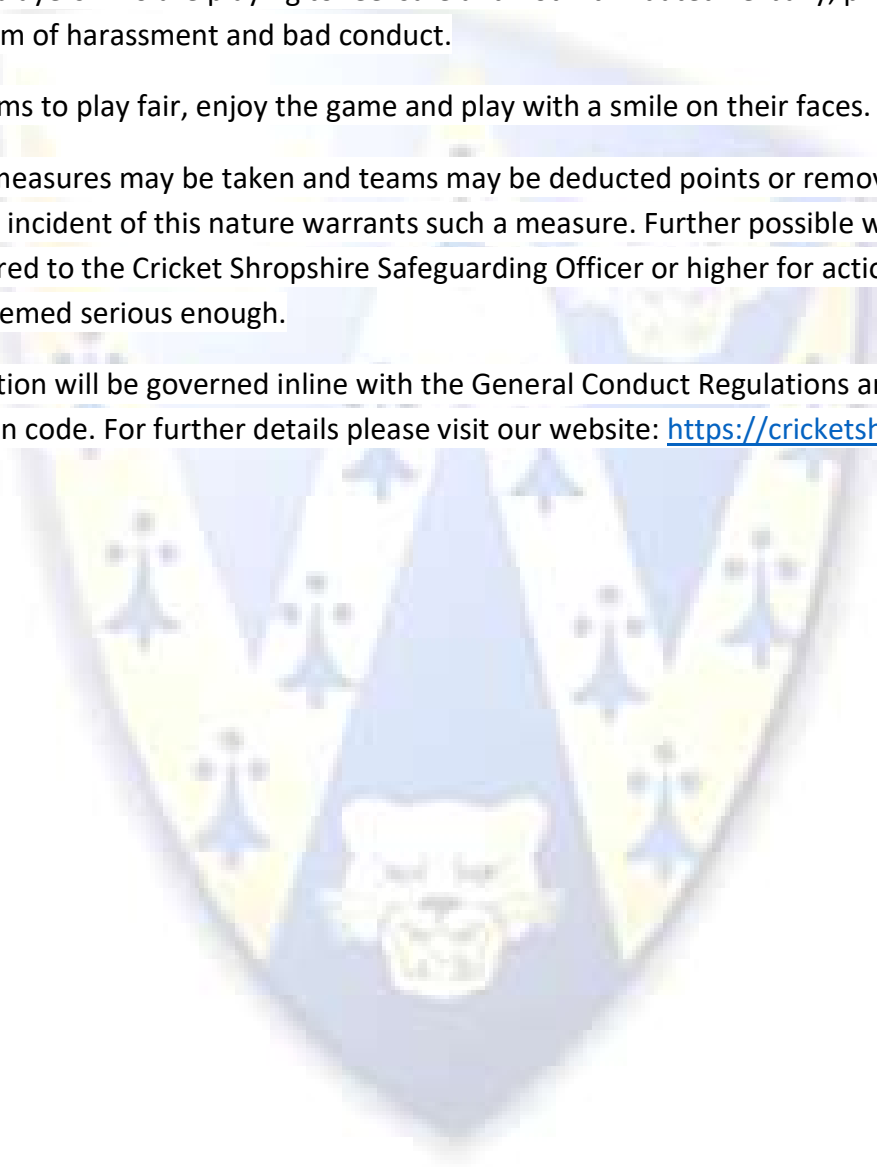 m of harassment and bad conduct.
ms to play fair, enjoy the game and play with a smile on their faces.
measures may be taken and teams may be deducted points or remov
incident of this nature warrants such a measure. Further possible w
red to the Cricket Shropshire Safeguarding Officer or higher for actio
emed serious enough.
tion will be governed inline with the General Conduct Regulations an
n code. For further details please visit our website: https://cricketsh